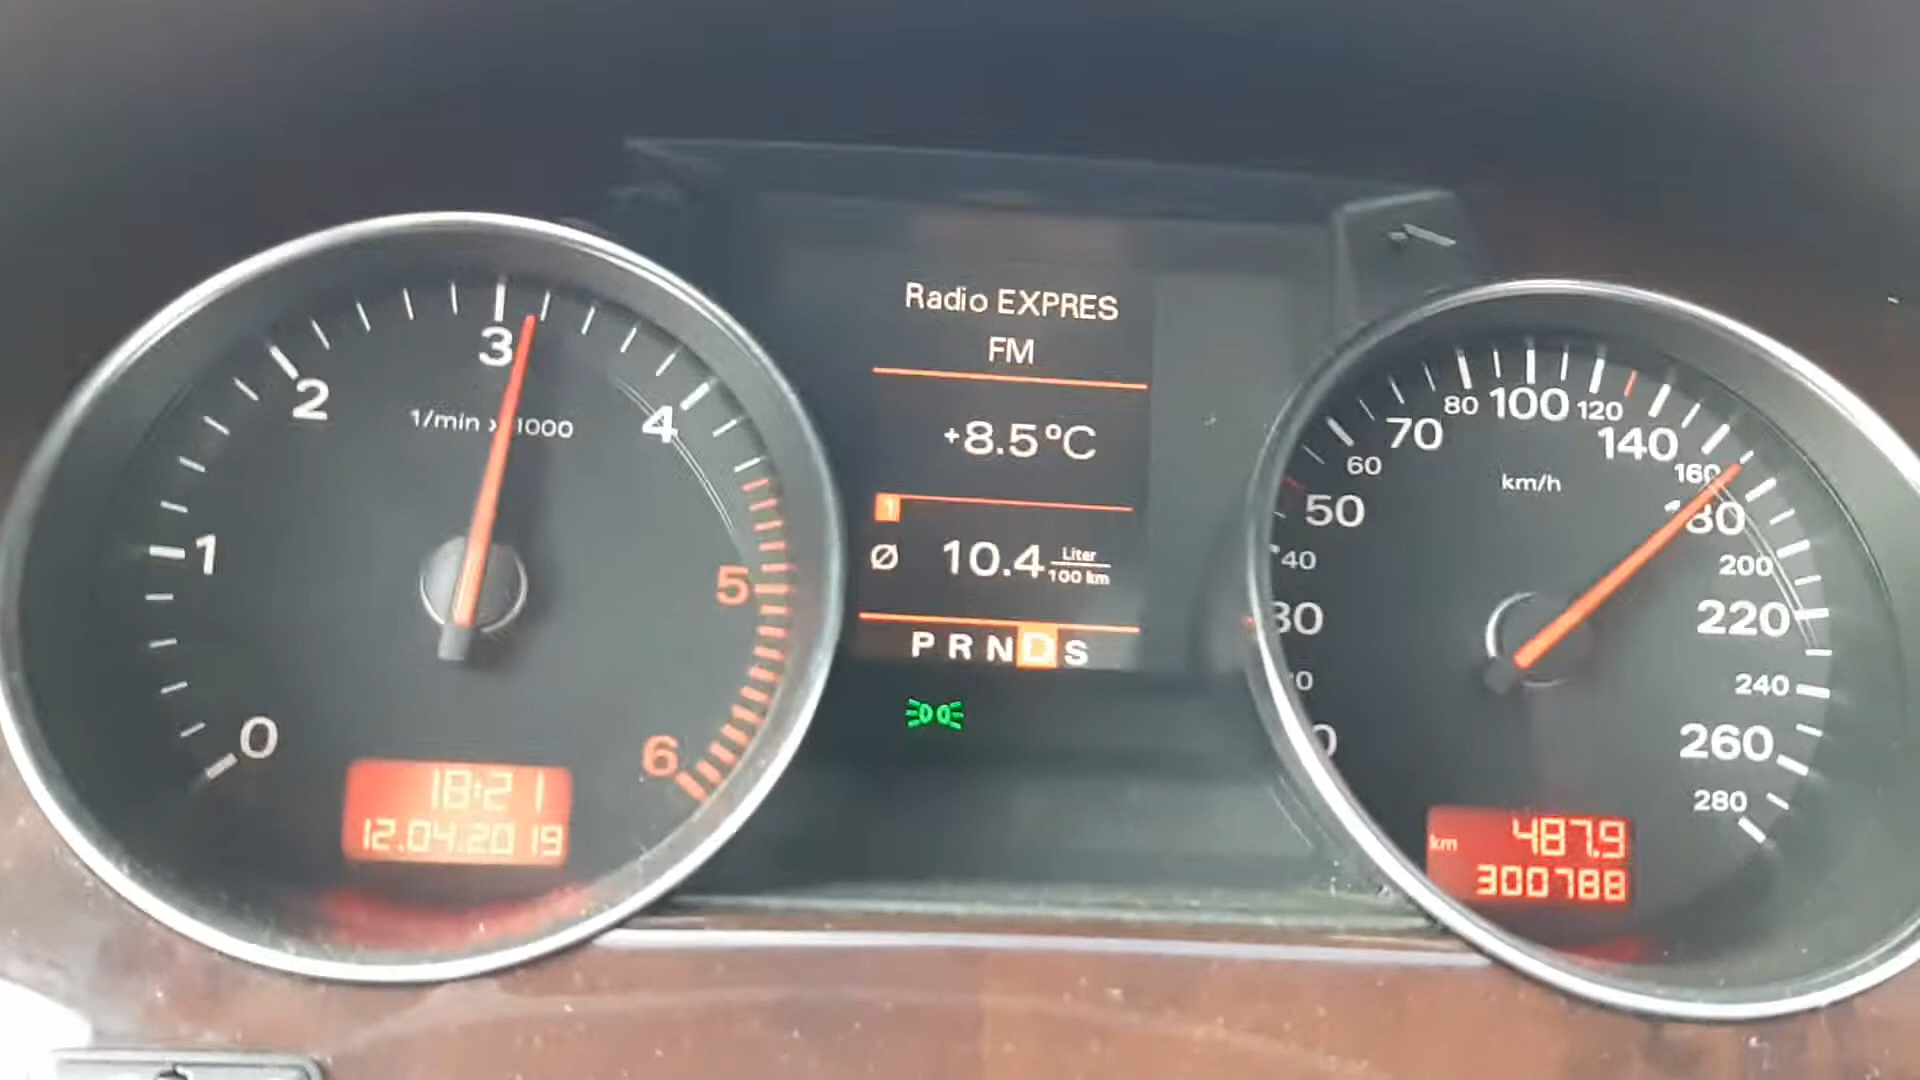 3
2
4
1/min x 1000
1
5
0
6
18:21
12.04.2019
Radio EXPRES
FM
+8.5°C
1
Ø 10.4 Liter
100 km
P R N D S
80 100 120
70 140
60 160
km/h
50 180
40 200
30 220
240
260
280
km 487.9
300788